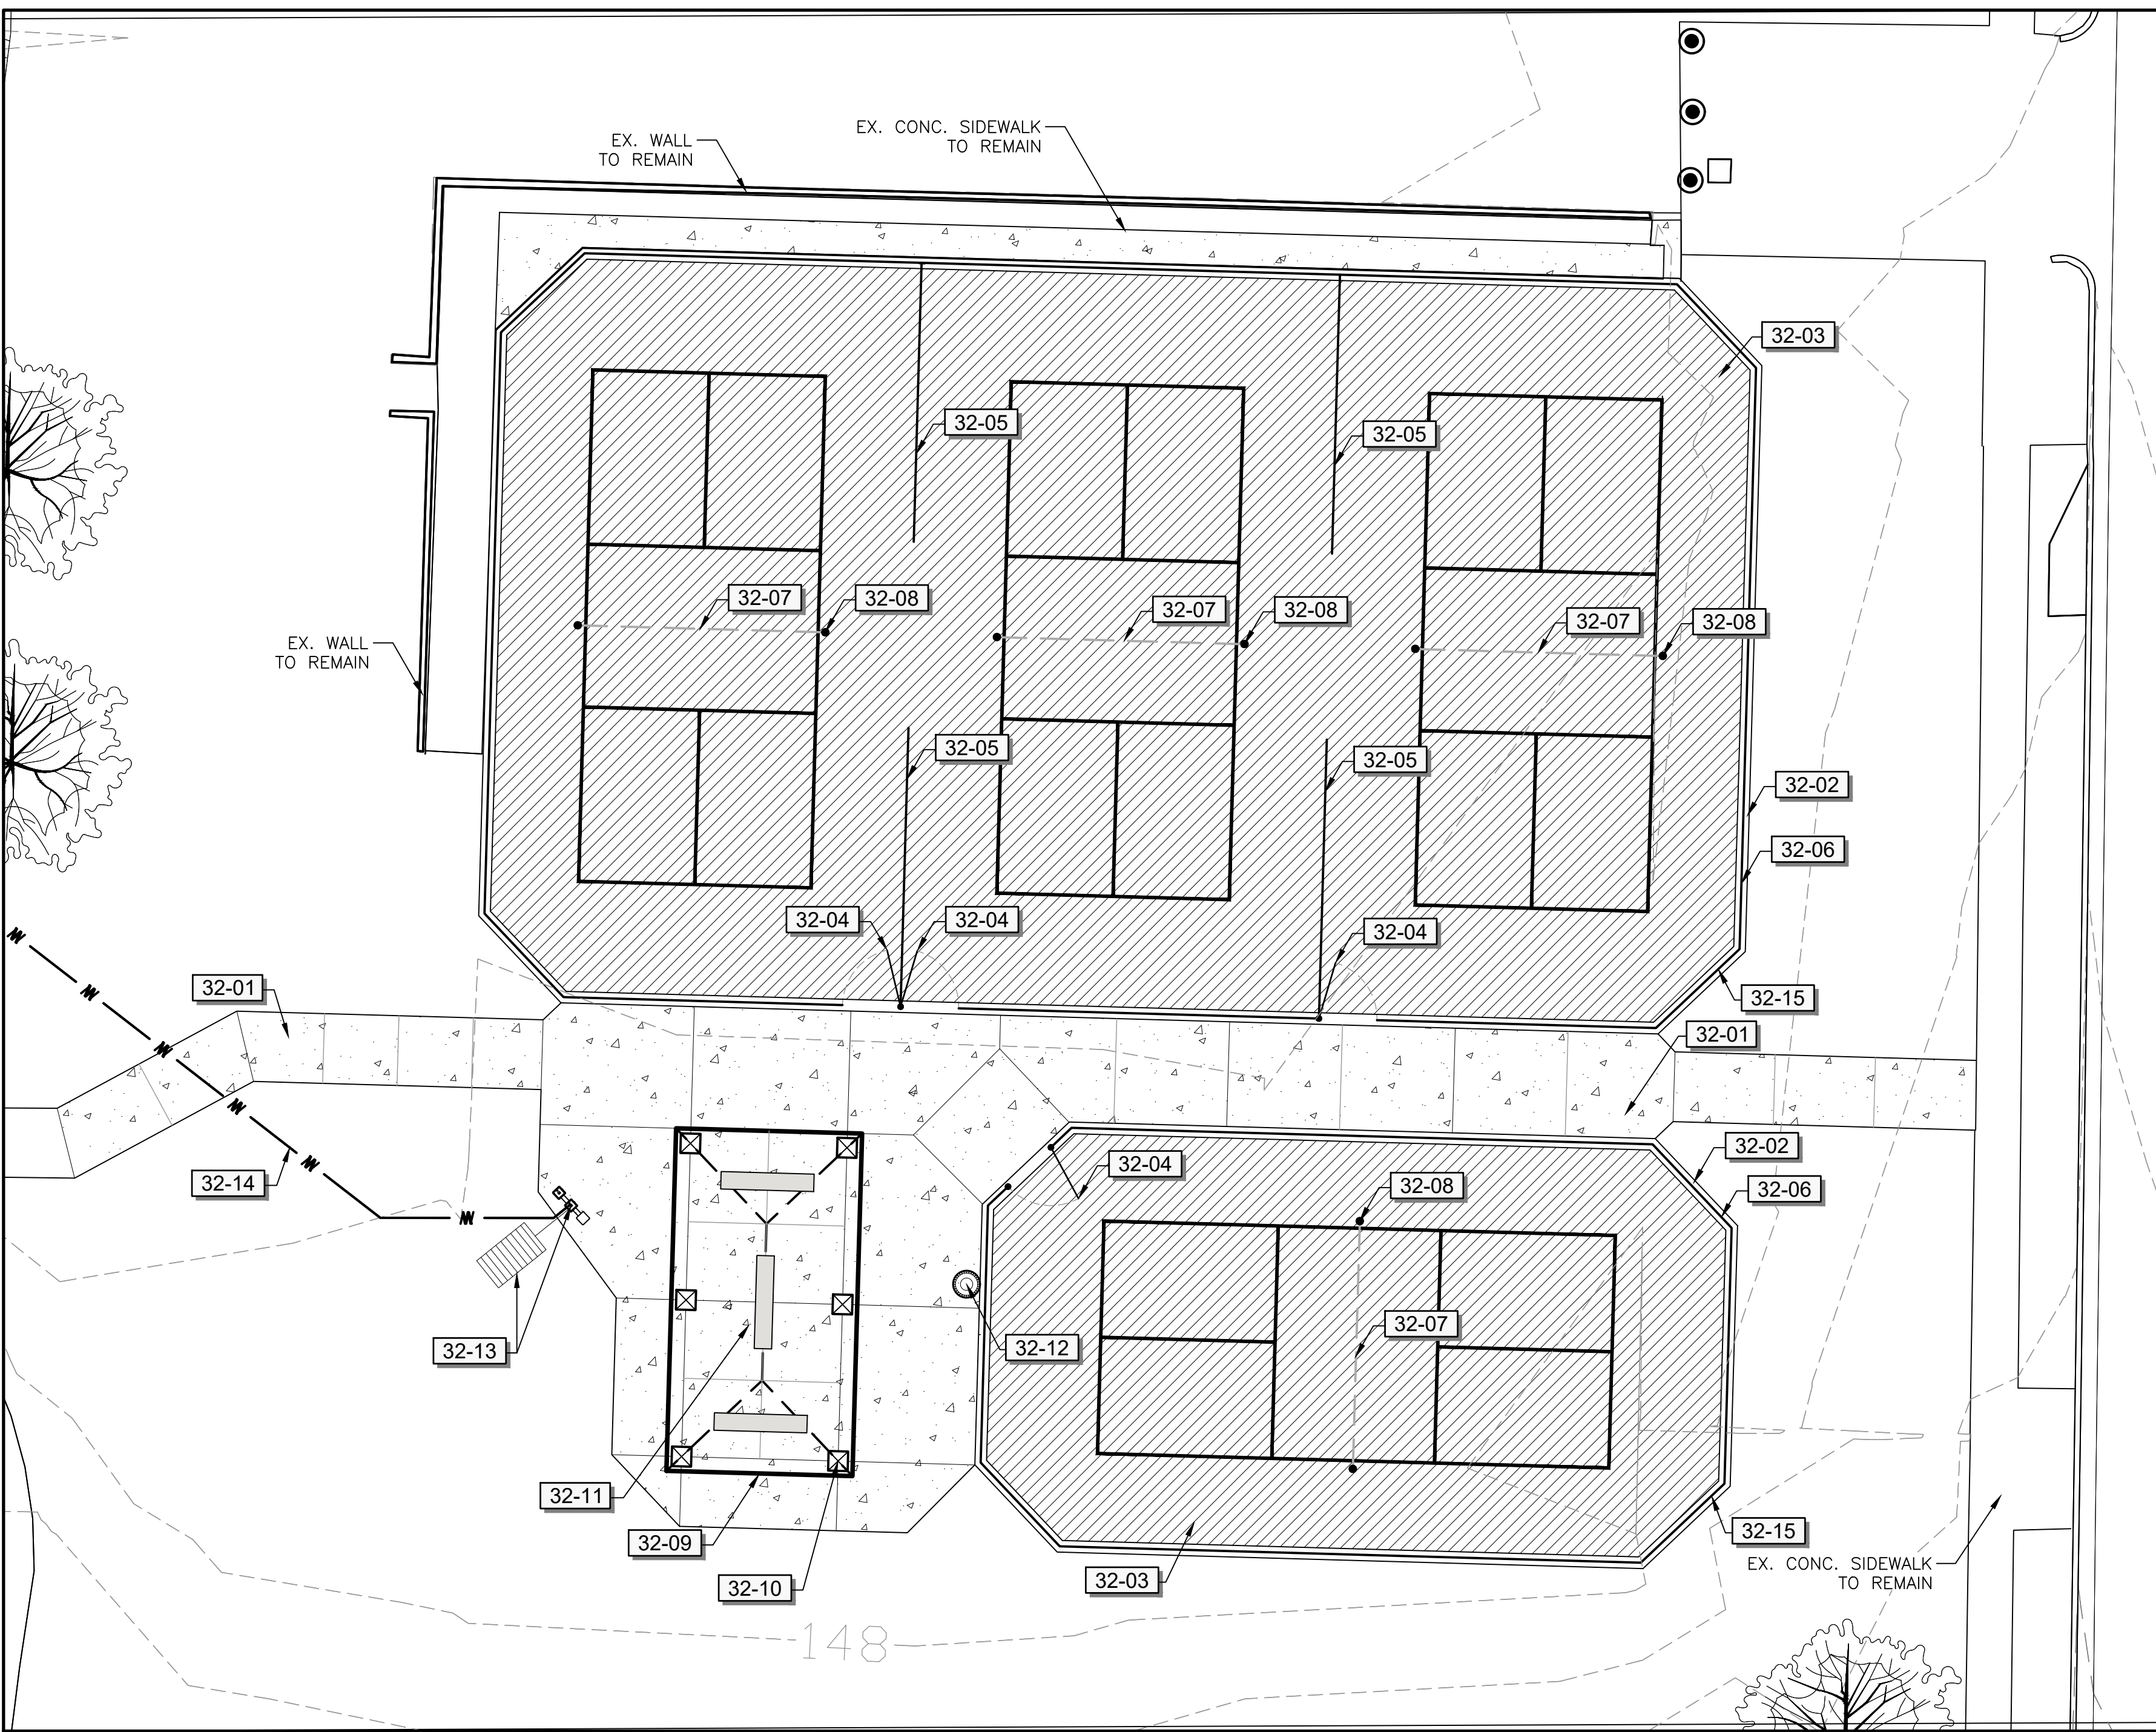 EX. CONC. SIDEWALK
TO REMAIN
EX. WALL
TO REMAIN
32-03
32-05
32-05
32-07
32-08
32-07
32-08
32-07
32-08
EX. WALL
TO REMAIN
32-05
32-05
32-02
32-06
32-04
32-04
32-04
32-01
32-15
32-01
32-02
32-04
32-14
32-08
32-06
32-07
32-13
32-12
32-11
32-15
32-09
EX. CONC. SIDEWALK
TO REMAIN
32-03
32-10
148
W
W
W
W
W
W